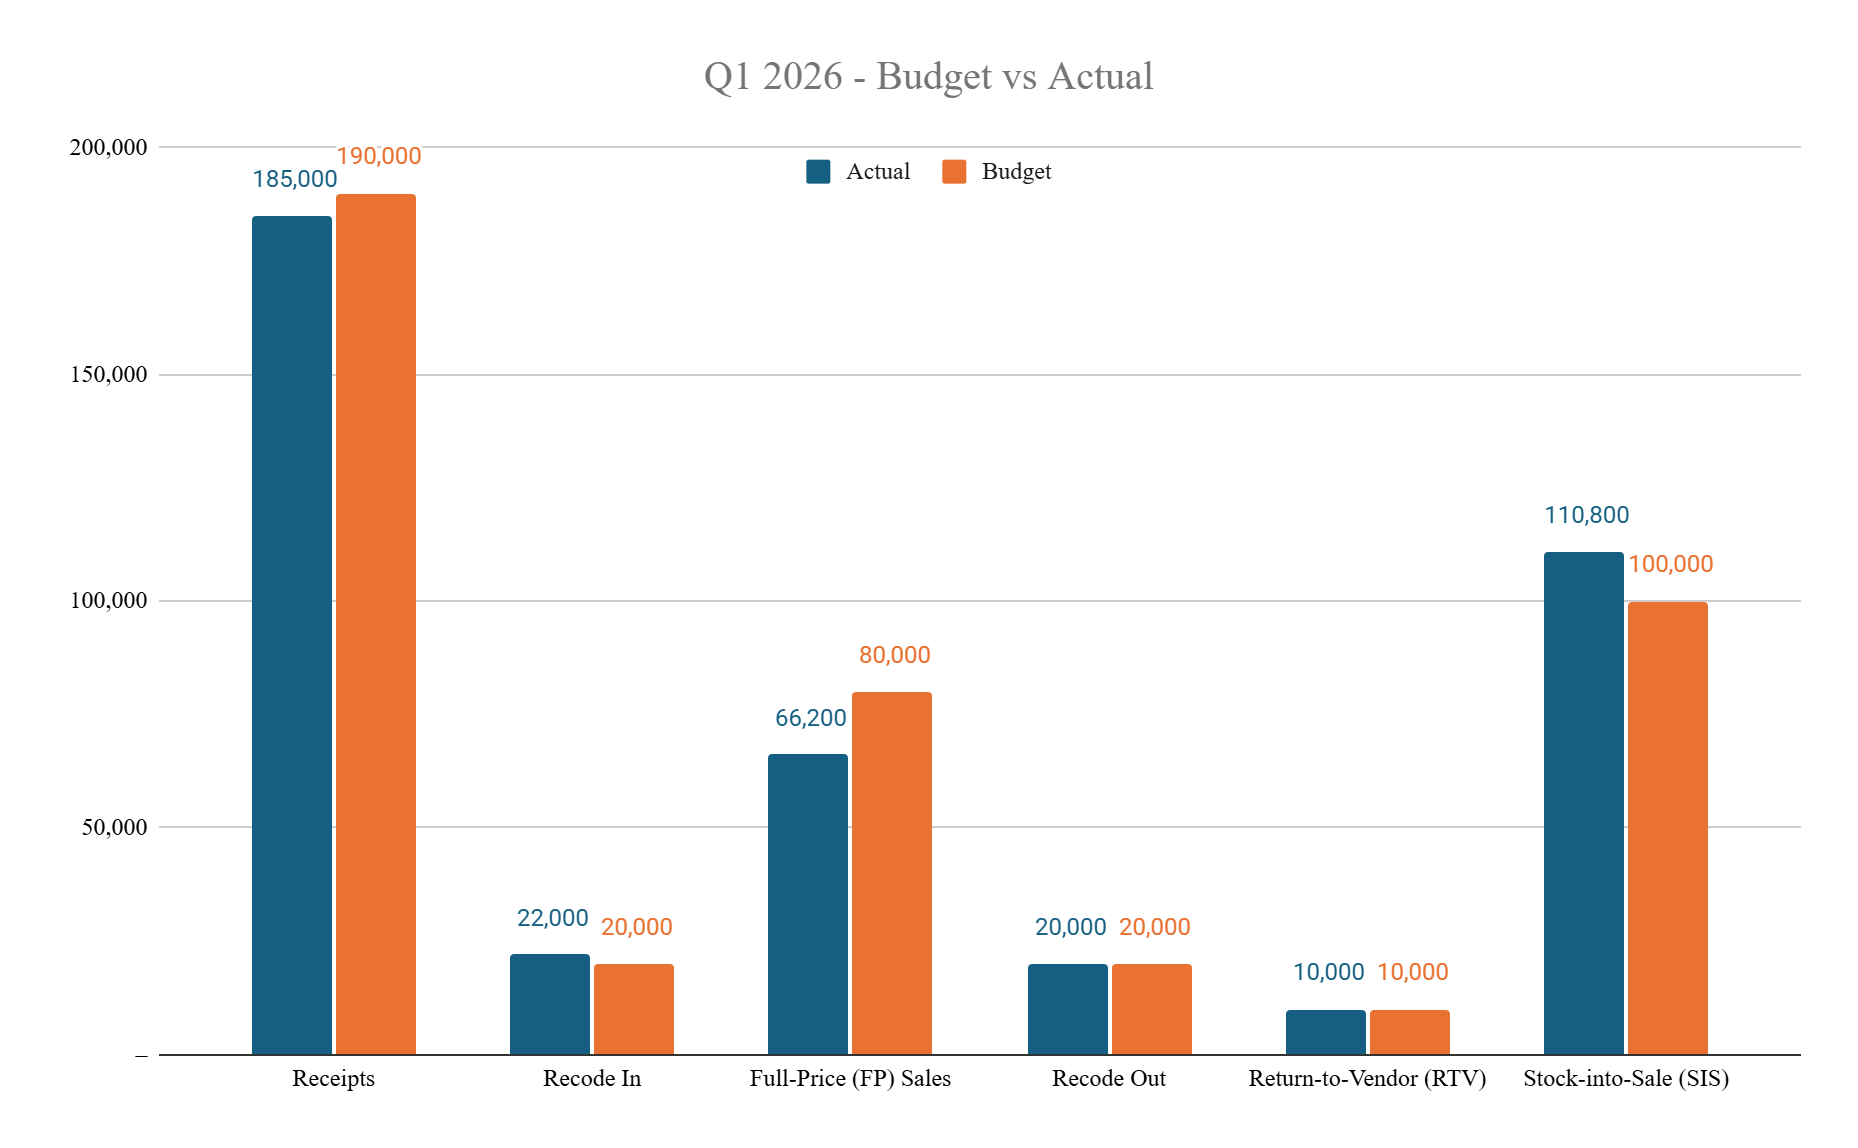 Q1 2026 - Budget vs Actual
Actual
Budget
200,000
150,000
100,000
50,000
–
185,000
190,000
22,000
20,000
66,200
80,000
20,000
20,000
10,000
10,000
110,800
100,000
Receipts
Recode In
Full-Price (FP) Sales
Recode Out
Return-to-Vendor (RTV)
Stock-into-Sale (SIS)